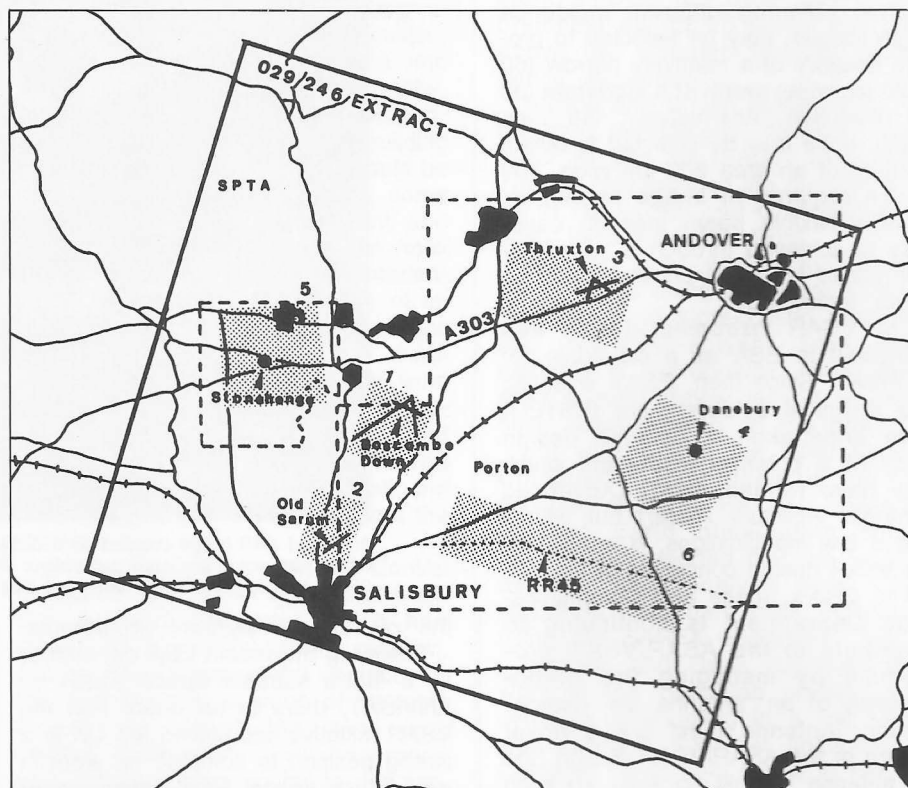 029/246 EXTRACT
SPTA
Thruxton 3
ANDOVER
5
A303
Stonehenge
1
Boscombe
Down
Danebury 4
Porton
2
Old
Sarum
6
RR45
SALISBURY